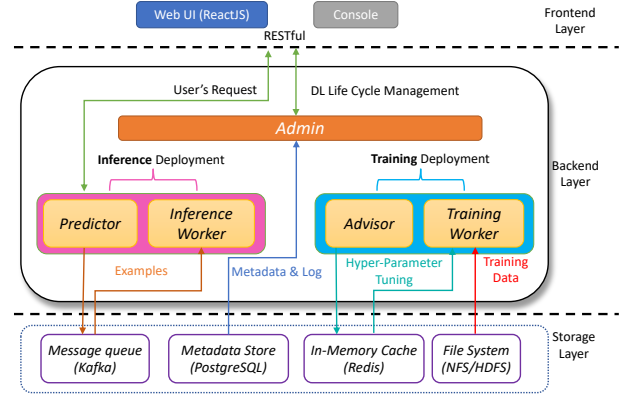 Web UI (ReactJS)
Console
Frontend
Layer
RESTful
User's Request
DL Life Cycle Management
Admin
Inference Deployment
Training Deployment
Backend
Layer
Predictor
Inference
Worker
Advisor
Training
Worker
Examples
Metadata & Log
Hyper-Parameter
Tuning
Training
Data
Storage
Layer
Message queue
(Kafka)
Metadata Store
(PostgreSQL)
In-Memory Cache
(Redis)
File System
(NFS/HDFS)